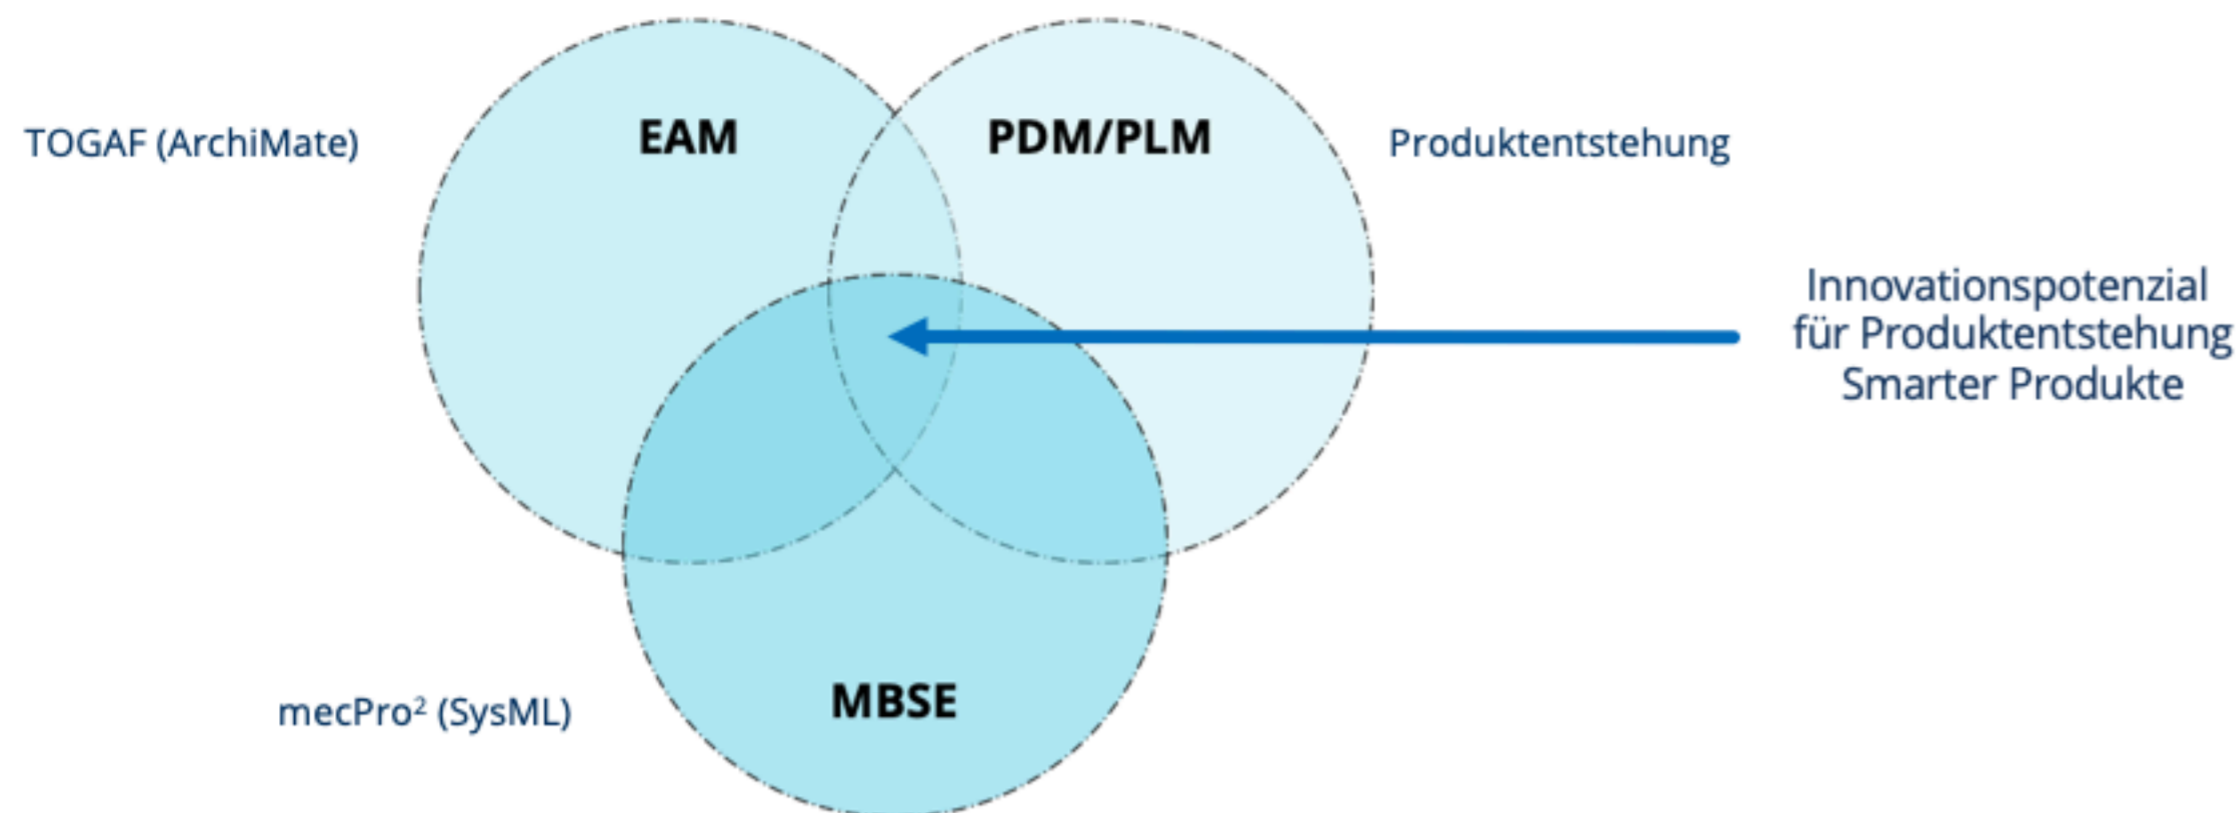 TOGAF (ArchiMate)
EAM
PDM/PLM
Produktentstehung
Innovationspotenzial
für Produktentstehung
Smarter Produkte
mecPro² (SysML)
MBSE